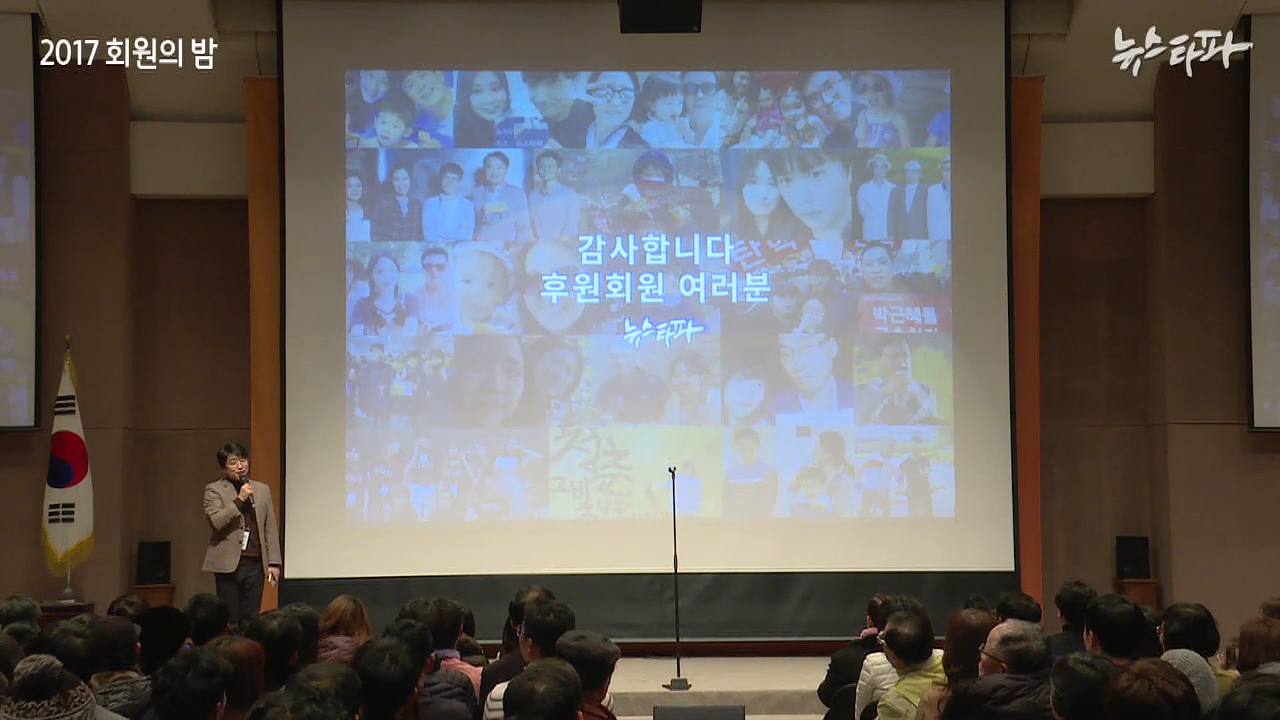 2017 회원의 밤
뉴스타파
감사합니다
후원회원 여러분
뉴스타파
박근혜를